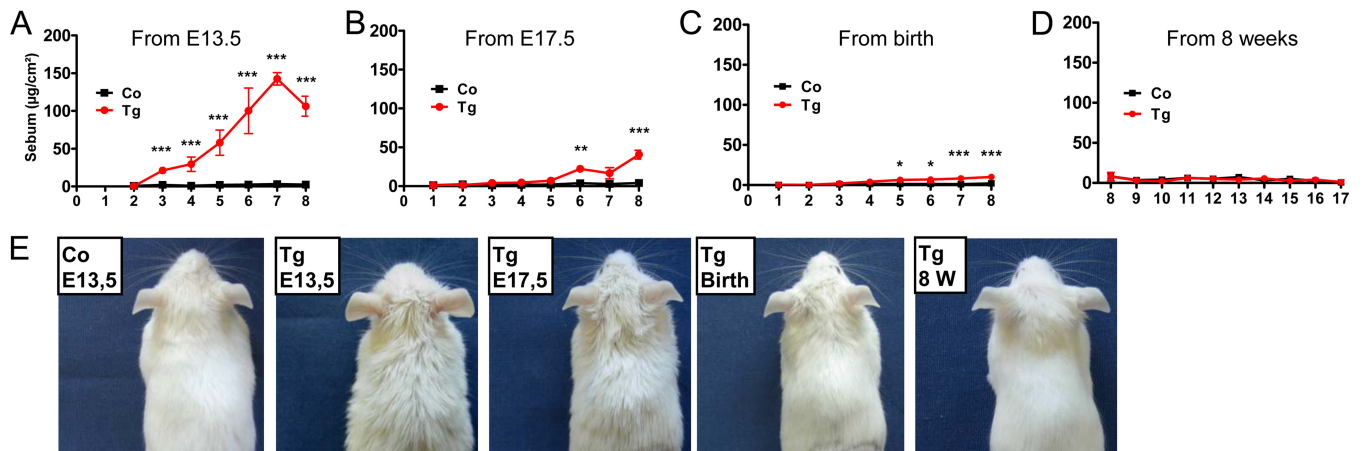 A
From E13.5
Sebum (µg/cm²)
200
150
100
50
0
Co
Tg
***
***
***
***
***
***
0 1 2 3 4 5 6 7 8
B
From E17.5
200
150
100
50
0
Co
Tg
**
***
0 1 2 3 4 5 6 7 8
C
From birth
200
150
100
50
0
Co
Tg
*
*
***
***
0 1 2 3 4 5 6 7 8
D
From 8 weeks
200
150
100
50
0
Co
Tg
8 9 10 11 12 13 14 15 16 17
E
Co
E13,5
Tg
E13,5
Tg
E17,5
Tg
Birth
Tg
8 W